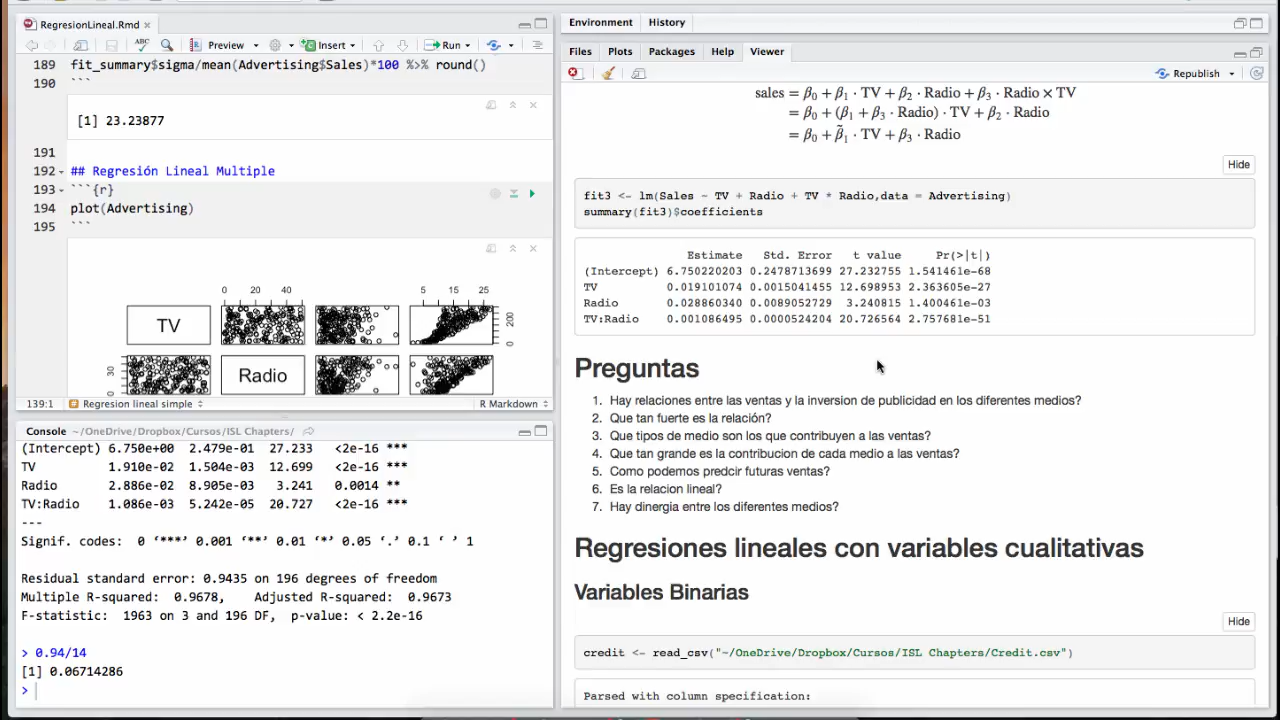 RegresionLineal.Rmd
Environment History
ABC Preview Insert Run
Files Plots Packages Help Viewer
Republish
189 fit_summary$sigma/mean(Advertising$Sales)*100 %>% round()
190 ```
[1] 23.23877
191
192 ## Regresión Lineal Multiple
193 ```{r}
194 plot(Advertising)
195 ```
0 20 40
5 15 25
TV
0 200
0 30
Radio
139:1 Regresion lineal simple R Markdown
Console ~/OneDrive/Dropbox/Cursos/ISL Chapters/
(Intercept) 6.750e+00 2.479e-01 27.233 <2e-16 ***
TV 1.910e-02 1.504e-03 12.699 <2e-16 ***
Radio 2.886e-02 8.905e-03 3.241 0.0014 **
TV:Radio 1.086e-03 5.242e-05 20.727 <2e-16 ***
---
Signif. codes: 0 ‘***’ 0.001 ‘**’ 0.01 ‘*’ 0.05 ‘.’ 0.1 ‘ ’ 1
Residual standard error: 0.9435 on 196 degrees of freedom
Multiple R-squared: 0.9678, Adjusted R-squared: 0.9673
F-statistic: 1963 on 3 and 196 DF, p-value: < 2.2e-16
> 0.94/14
[1] 0.06714286
>
sales = β0 + β1 · TV + β2 · Radio + β3 · Radio × TV
= β0 + (β1 + β3 · Radio) · TV + β2 · Radio
= β0 + β̃1 · TV + β3 · Radio
Hide
fit3 <- lm(Sales ~ TV + Radio + TV * Radio,data = Advertising)
summary(fit3)$coefficients
Estimate Std. Error t value Pr(>|t|)
(Intercept) 6.750220203 0.2478713699 27.232755 1.541461e-68
TV 0.019101074 0.0015041455 12.698953 2.363605e-27
Radio 0.028860340 0.0089052729 3.240815 1.400461e-03
TV:Radio 0.001086495 0.0000524204 20.726564 2.757681e-51
Preguntas
1. Hay relaciones entre las ventas y la inversion de publicidad en los diferentes medios?
2. Que tan fuerte es la relación?
3. Que tipos de medio son los que contribuyen a las ventas?
4. Que tan grande es la contribucion de cada medio a las ventas?
5. Como podemos predcir futuras ventas?
6. Es la relacion lineal?
7. Hay dinergia entre los diferentes medios?
Regresiones lineales con variables cualitativas
Variables Binarias
Hide
credit <- read_csv("~/OneDrive/Dropbox/Cursos/ISL Chapters/Credit.csv")
Parsed with column specification: